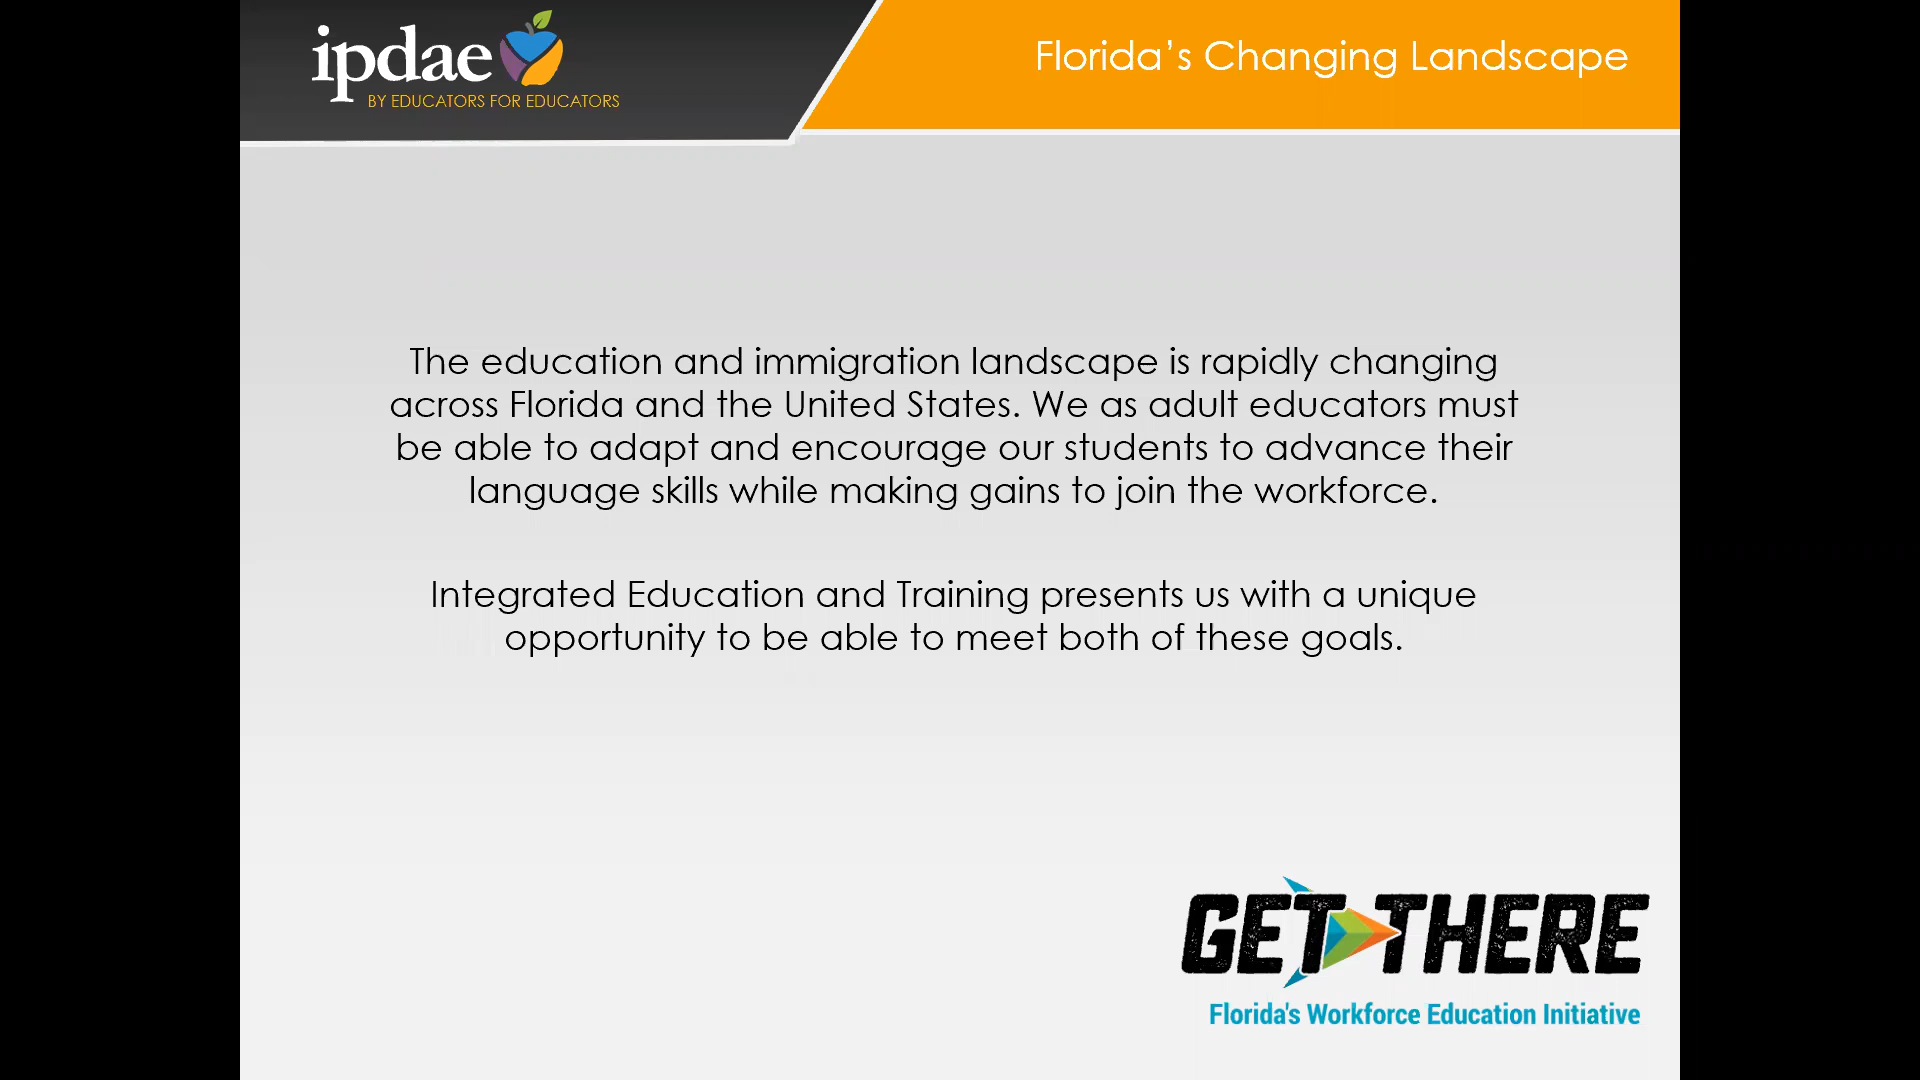 ipdae
BY EDUCATORS FOR EDUCATORS
Florida’s Changing Landscape
The education and immigration landscape is rapidly changing
across Florida and the United States. We as adult educators must
be able to adapt and encourage our students to advance their
language skills while making gains to join the workforce.
Integrated Education and Training presents us with a unique
opportunity to be able to meet both of these goals.
GET THERE
Florida's Workforce Education Initiative